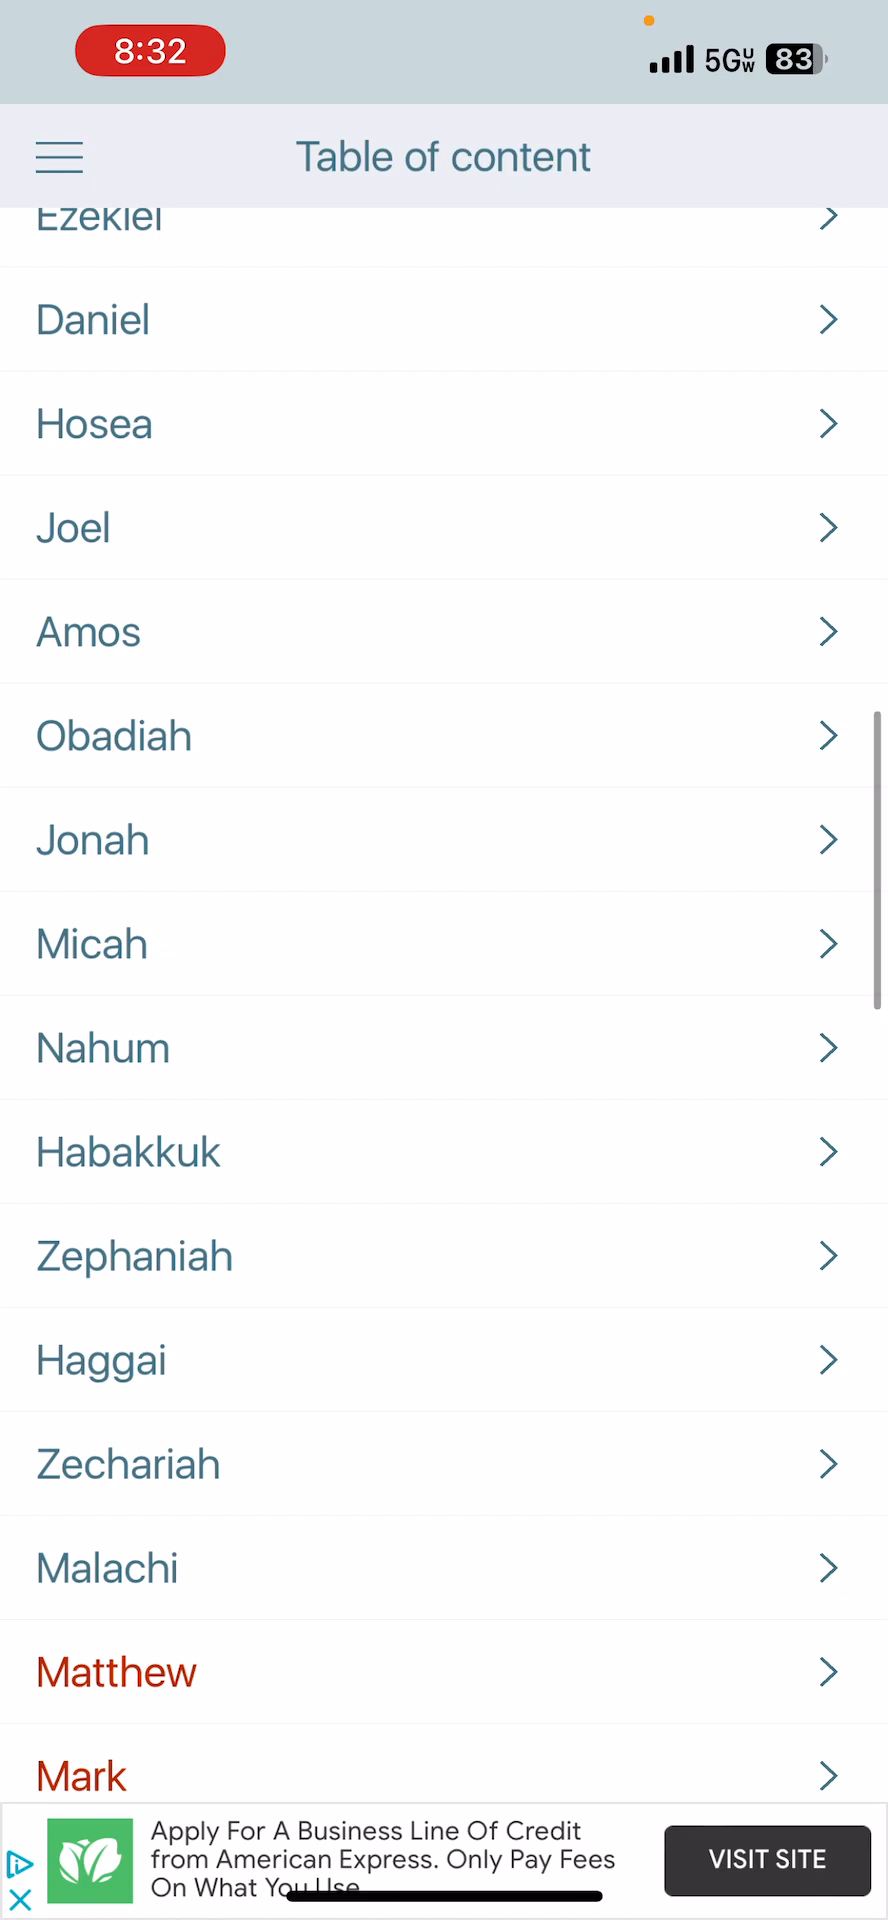 8:32
5G UW 83
Table of content
Ezekiel
Daniel
Hosea
Joel
Amos
Obadiah
Jonah
Micah
Nahum
Habakkuk
Zephaniah
Haggai
Zechariah
Malachi
Matthew
Mark
Apply For A Business Line Of Credit
from American Express. Only Pay Fees
On What You Use
VISIT SITE